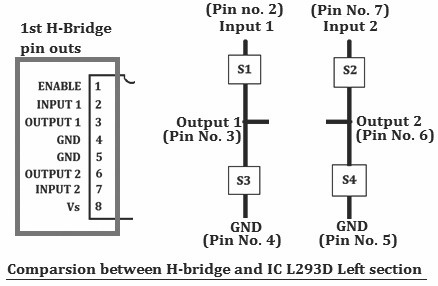 1st H-Bridge
pin outs
ENABLE 1
INPUT 1 2
OUTPUT 1 3
GND 4
GND 5
OUTPUT 2 6
INPUT 2 7
Vs 8
(Pin no. 2)
Input 1
S1
Output 1
(Pin No. 3)
S3
GND
(Pin No. 4)
(Pin No. 7)
Input 2
S2
Output 2
(Pin No. 6)
S4
GND
(Pin No. 5)
Comparsion between H-bridge and IC L293D Left section